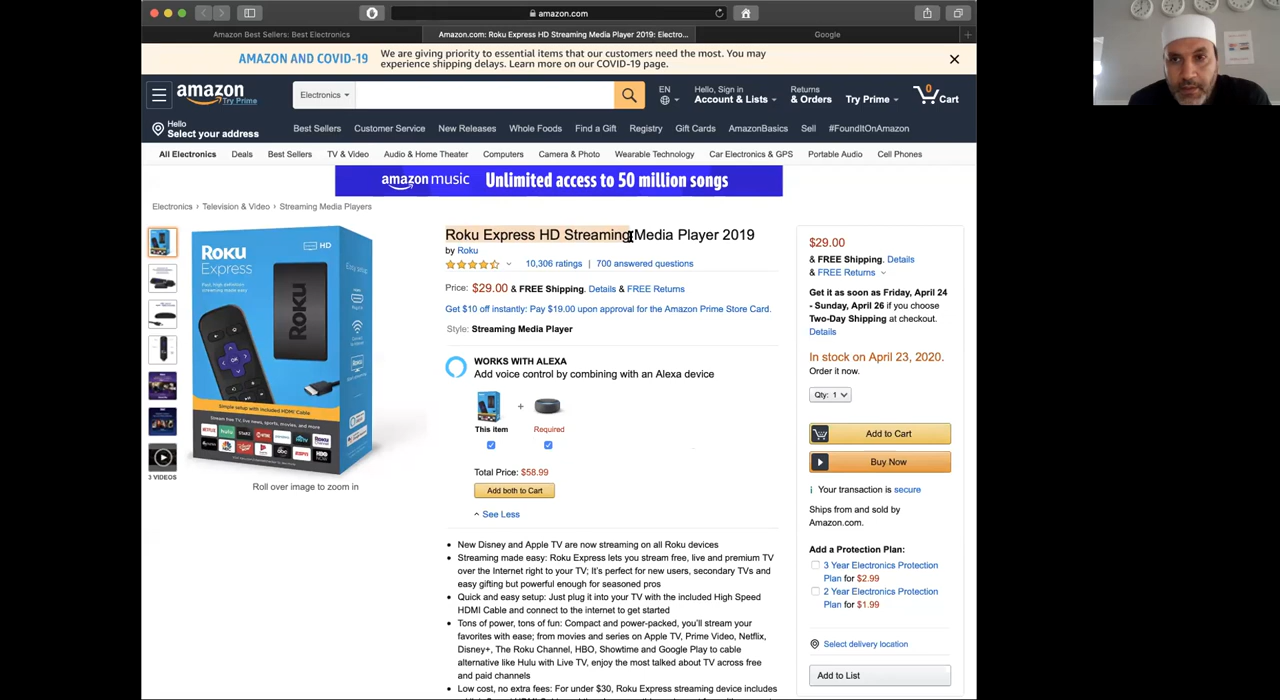 amazon.com
Amazon Best Sellers: Best Electronics
Amazon.com: Roku Express HD Streaming Media Player 2019: Electro...
Google
AMAZON AND COVID-19
We are giving priority to essential items that our customers need the most. You may
experience shipping delays. Learn more on our COVID-19 page.
amazon
Try Prime
Electronics
EN
Hello, Sign in
Account & Lists
Returns
& Orders
Try Prime
0
Cart
Hello
Select your address
Best Sellers
Customer Service
New Releases
Whole Foods
Find a Gift
Registry
Gift Cards
AmazonBasics
Sell
#FoundItOnAmazon
All Electronics
Deals
Best Sellers
TV & Video
Audio & Home Theater
Computers
Camera & Photo
Wearable Technology
Car Electronics & GPS
Portable Audio
Cell Phones
amazon music Unlimited access to 50 million songs
Electronics › Television & Video › Streaming Media Players
Roku
Express
HD
Roku
OK
Simple setup with included HDMI Cable
Roll over image to zoom in
3 VIDEOS
Roku Express HD Streaming Media Player 2019
by Roku
10,306 ratings | 700 answered questions
Price: $29.00 & FREE Shipping. Details & FREE Returns
Get $10 off instantly: Pay $19.00 upon approval for the Amazon Prime Store Card.
Style: Streaming Media Player
WORKS WITH ALEXA
Add voice control by combining with an Alexa device
+
This item
Required
Total Price: $58.99
Add both to Cart
See Less
• New Disney and Apple TV are now streaming on all Roku devices
• Streaming made easy: Roku Express lets you stream free, live and premium TV
over the Internet right to your TV; It's perfect for new users, secondary TVs and
easy gifting but powerful enough for seasoned pros
• Quick and easy setup: Just plug it into your TV with the included High Speed
HDMI Cable and connect to the internet to get started
• Tons of power, tons of fun: Compact and power-packed, you'll stream your
favorites with ease; from movies and series on Apple TV, Prime Video, Netflix,
Disney+, The Roku Channel, HBO, Showtime and Google Play to cable
alternative like Hulu with Live TV, enjoy the most talked about TV across free
and paid channels
• Low cost, no extra fees: For under $30, Roku Express streaming device includes
$29.00
& FREE Shipping. Details
& FREE Returns
Get it as soon as Friday, April 24
- Sunday, April 26 if you choose
Two-Day Shipping at checkout.
Details
In stock on April 23, 2020.
Order it now.
Qty: 1
Add to Cart
Buy Now
Your transaction is secure
Ships from and sold by
Amazon.com.
Add a Protection Plan:
3 Year Electronics Protection
Plan for $2.99
2 Year Electronics Protection
Plan for $1.99
Select delivery location
Add to List